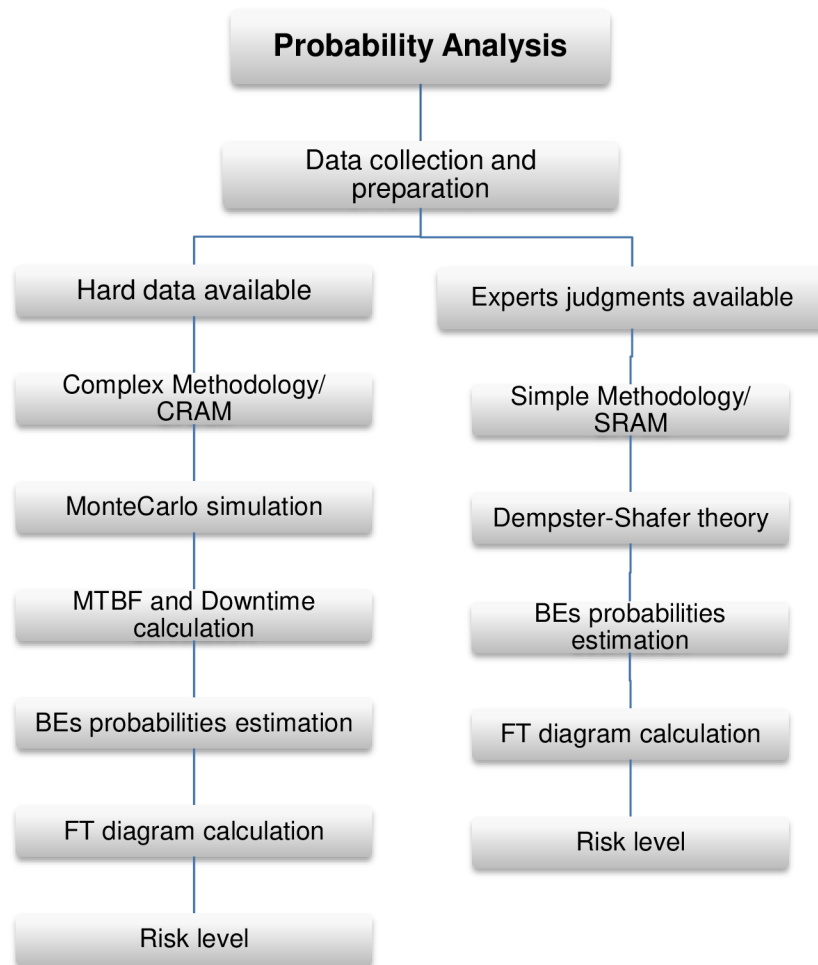 Probability Analysis
Data collection and
preparation
Hard data available
Complex Methodology/
CRAM
MonteCarlo simulation
MTBF and Downtime
calculation
BEs probabilities estimation
FT diagram calculation
Risk level
Experts judgments available
Simple Methodology/
SRAM
Dempster-Shafer theory
BEs probabilities
estimation
FT diagram calculation
Risk level